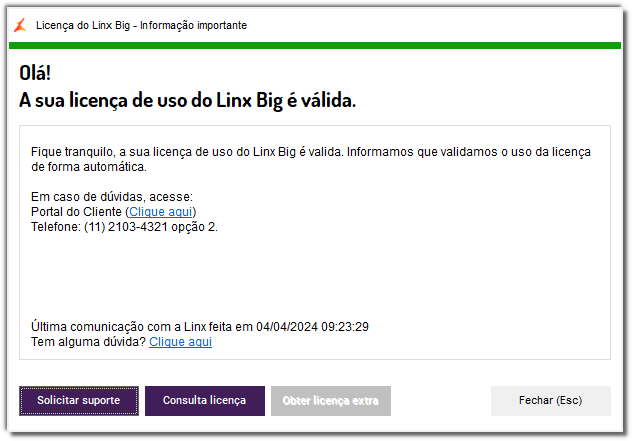 Licença do Linx Big - Informação importante
Olá!
A sua licença de uso do Linx Big é válida.
Fique tranquilo, a sua licença de uso do Linx Big é valida. Informamos que validamos o uso da licença
de forma automática.
Em caso de dúvidas, acesse:
Portal do Cliente (Clique aqui)
Telefone: (11) 2103-4321 opção 2.
Última comunicação com a Linx feita em 04/04/2024 09:23:29
Tem alguma dúvida? Clique aqui
Solicitar suporte
Consulta licença
Obter licença extra
Fechar (Esc)